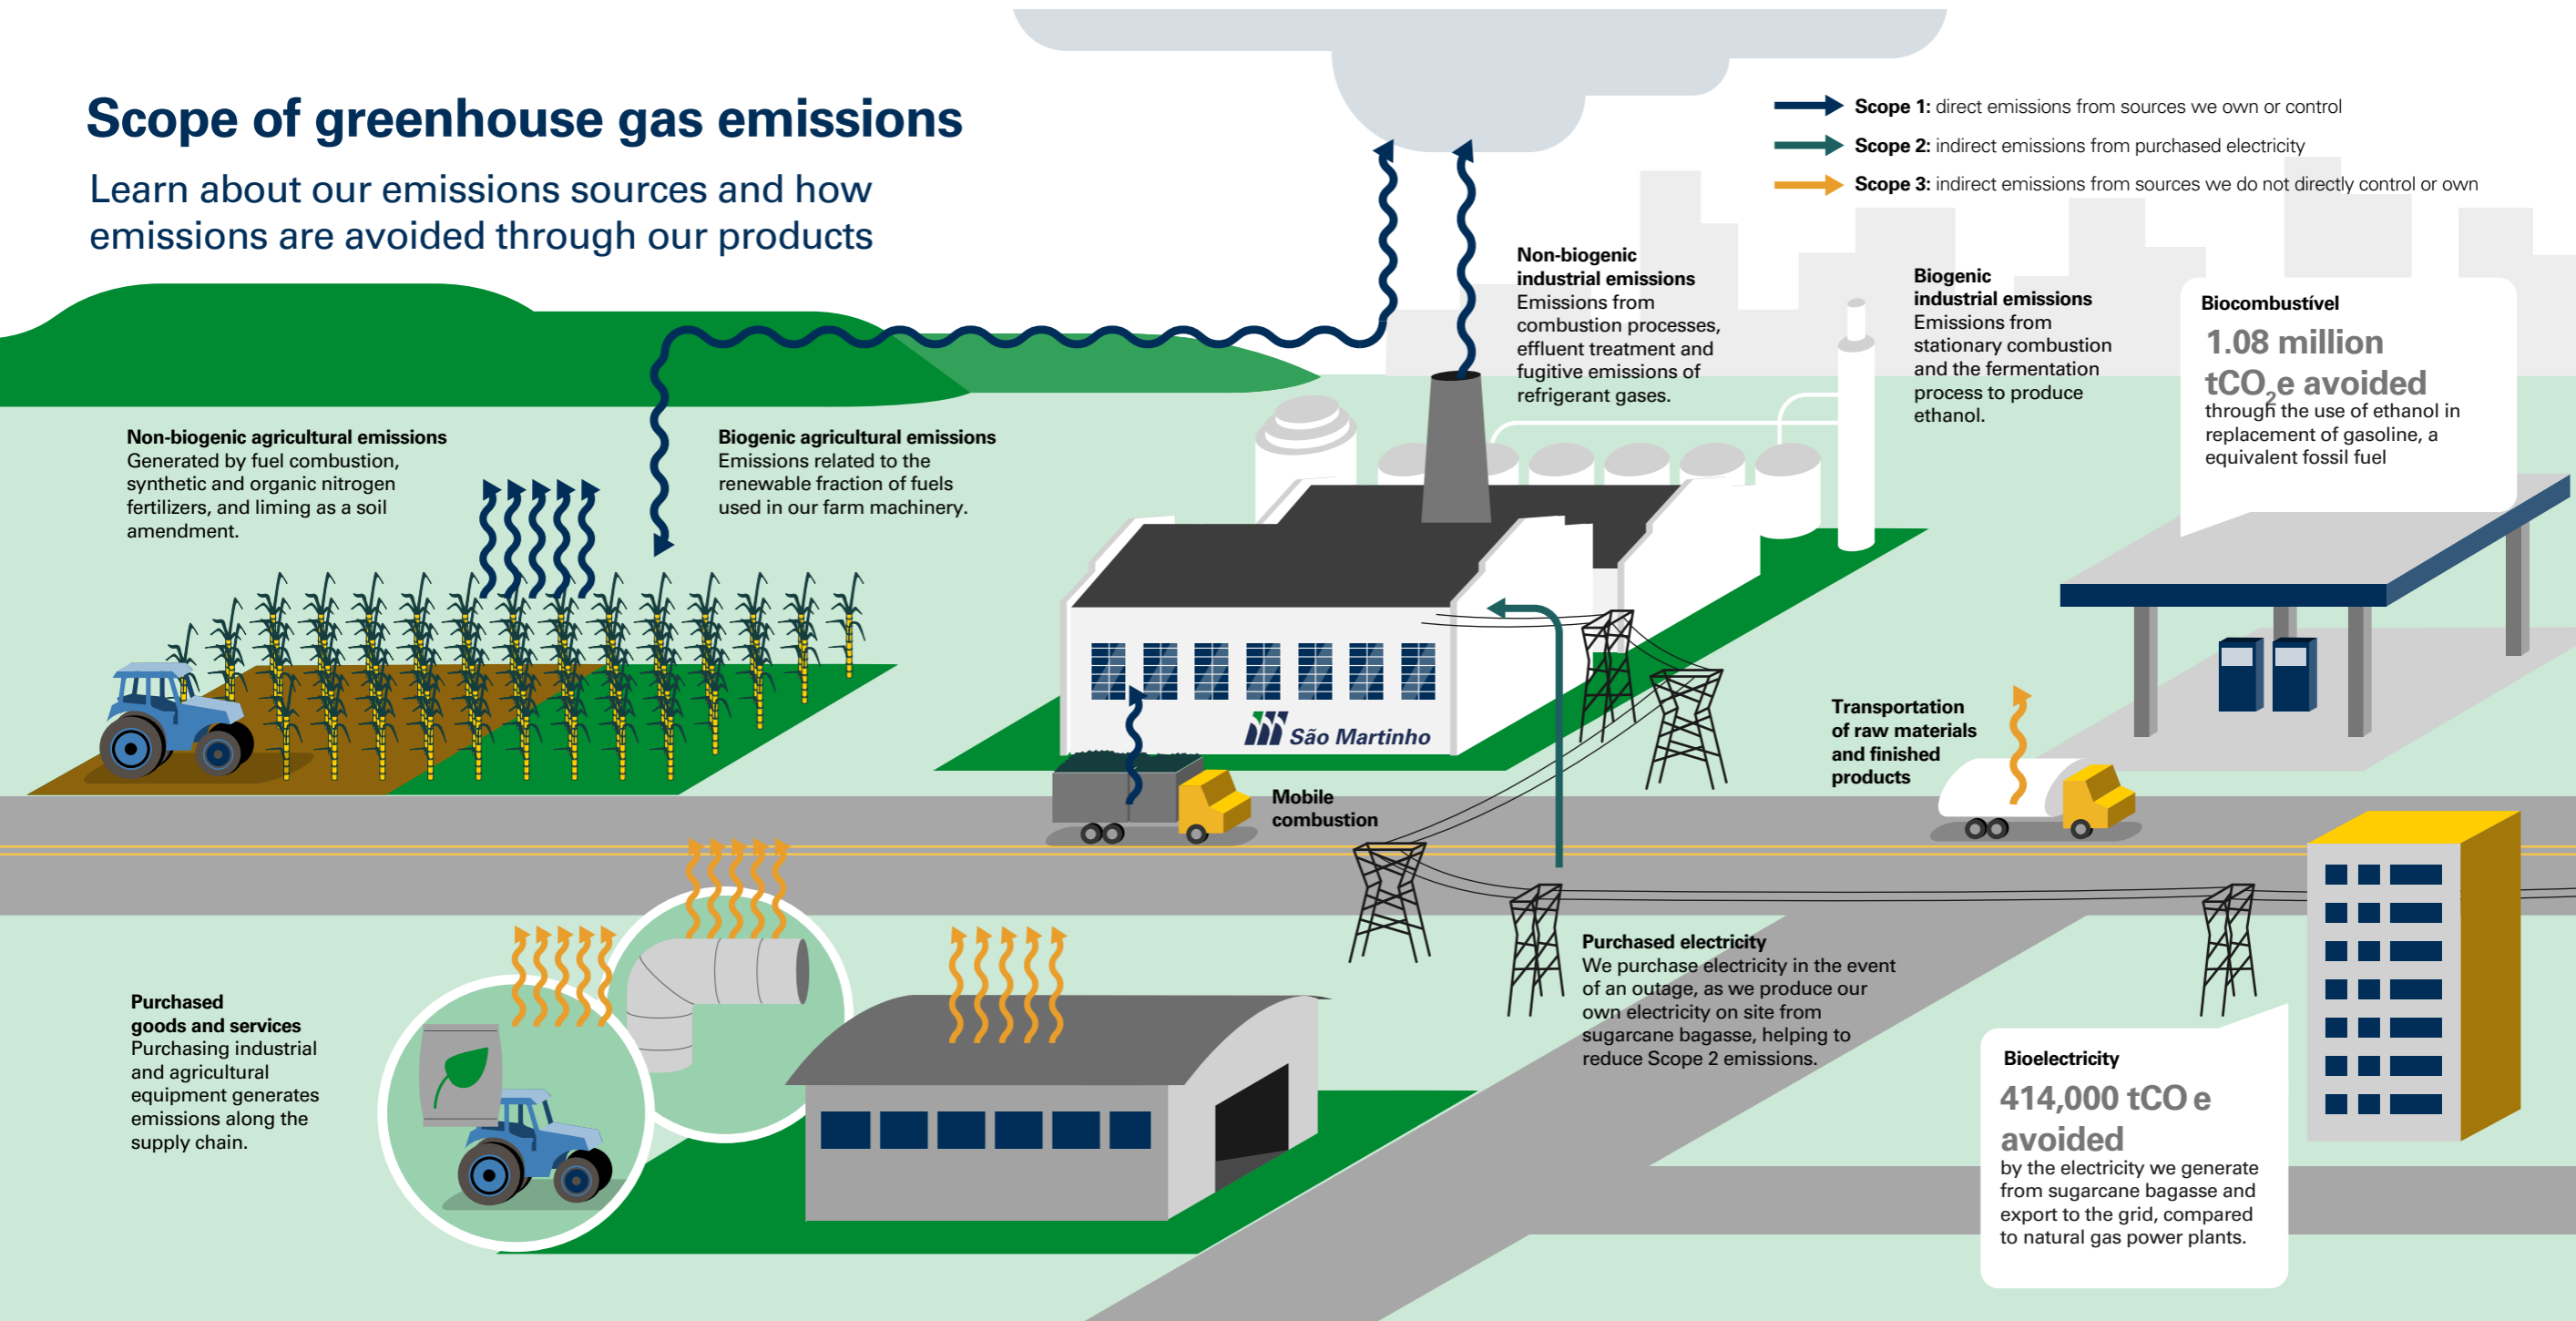 Scope of greenhouse gas emissions
Learn about our emissions sources and how
emissions are avoided through our products
Scope 1: direct emissions from sources we own or control
Scope 2: indirect emissions from purchased electricity
Scope 3: indirect emissions from sources we do not directly control or own
Non-biogenic
industrial emissions
Emissions from
combustion processes,
effluent treatment and
fugitive emissions of
refrigerant gases.
Biogenic
industrial emissions
Emissions from
stationary combustion
and the fermentation
process to produce
ethanol.
Biocombustível
1.08 million
tCO₂e avoided
through the use of ethanol in
replacement of gasoline, a
equivalent fossil fuel
Non-biogenic agricultural emissions
Generated by fuel combustion,
synthetic and organic nitrogen
fertilizers, and liming as a soil
amendment.
Biogenic agricultural emissions
Emissions related to the
renewable fraction of fuels
used in our farm machinery.
São Martinho
Mobile
combustion
Transportation
of raw materials
and finished
products
Purchased
goods and services
Purchasing industrial
and agricultural
equipment generates
emissions along the
supply chain.
Purchased electricity
We purchase electricity in the event
of an outage, as we produce our
own electricity on site from
sugarcane bagasse, helping to
reduce Scope 2 emissions.
Bioelectricity
414,000 tCO e
avoided
by the electricity we generate
from sugarcane bagasse and
export to the grid, compared
to natural gas power plants.